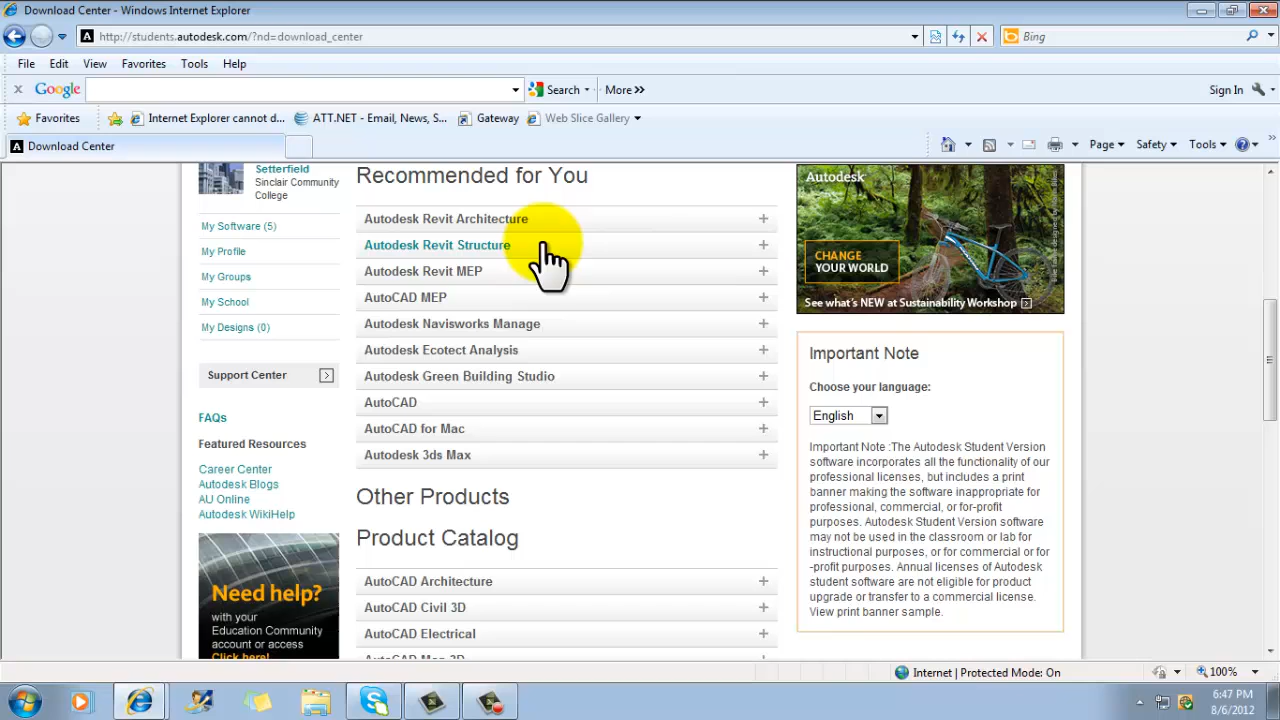 Download Center - Windows Internet Explorer
http://students.autodesk.com/?nd=download_center
Bing
File Edit View Favorites Tools Help
Google Search More >> Sign In
Favorites Internet Explorer cannot d... ATT.NET - Email, News, S... Gateway Web Slice Gallery
Download Center Page Safety Tools
Setterfield
Sinclair Community
College
My Software (5)
My Profile
My Groups
My School
My Designs (0)
Support Center
FAQs
Featured Resources
Career Center
Autodesk Blogs
AU Online
Autodesk WikiHelp
Need help?
with your
Education Community
account or access
Click here!
Recommended for You
Autodesk Revit Architecture
Autodesk Revit Structure
Autodesk Revit MEP
AutoCAD MEP
Autodesk Navisworks Manage
Autodesk Ecotect Analysis
Autodesk Green Building Studio
AutoCAD
AutoCAD for Mac
Autodesk 3ds Max
Other Products
Product Catalog
AutoCAD Architecture
AutoCAD Civil 3D
AutoCAD Electrical
AutoCAD Map 3D
Autodesk
CHANGE
YOUR WORLD
See what's NEW at Sustainability Workshop
Important Note
Choose your language:
English
Important Note :The Autodesk Student Version
software incorporates all the functionality of our
professional licenses, but includes a print
banner making the software inappropriate for
professional, commercial, or for-profit
purposes. Autodesk Student Version software
may not be used in the classroom or lab for
instructional purposes, or for commercial or for
-profit purposes. Annual licenses of Autodesk
student software are not eligible for product
upgrade or transfer to a commercial license.
View print banner sample.
Internet | Protected Mode: On
100%
6:47 PM
8/6/2012